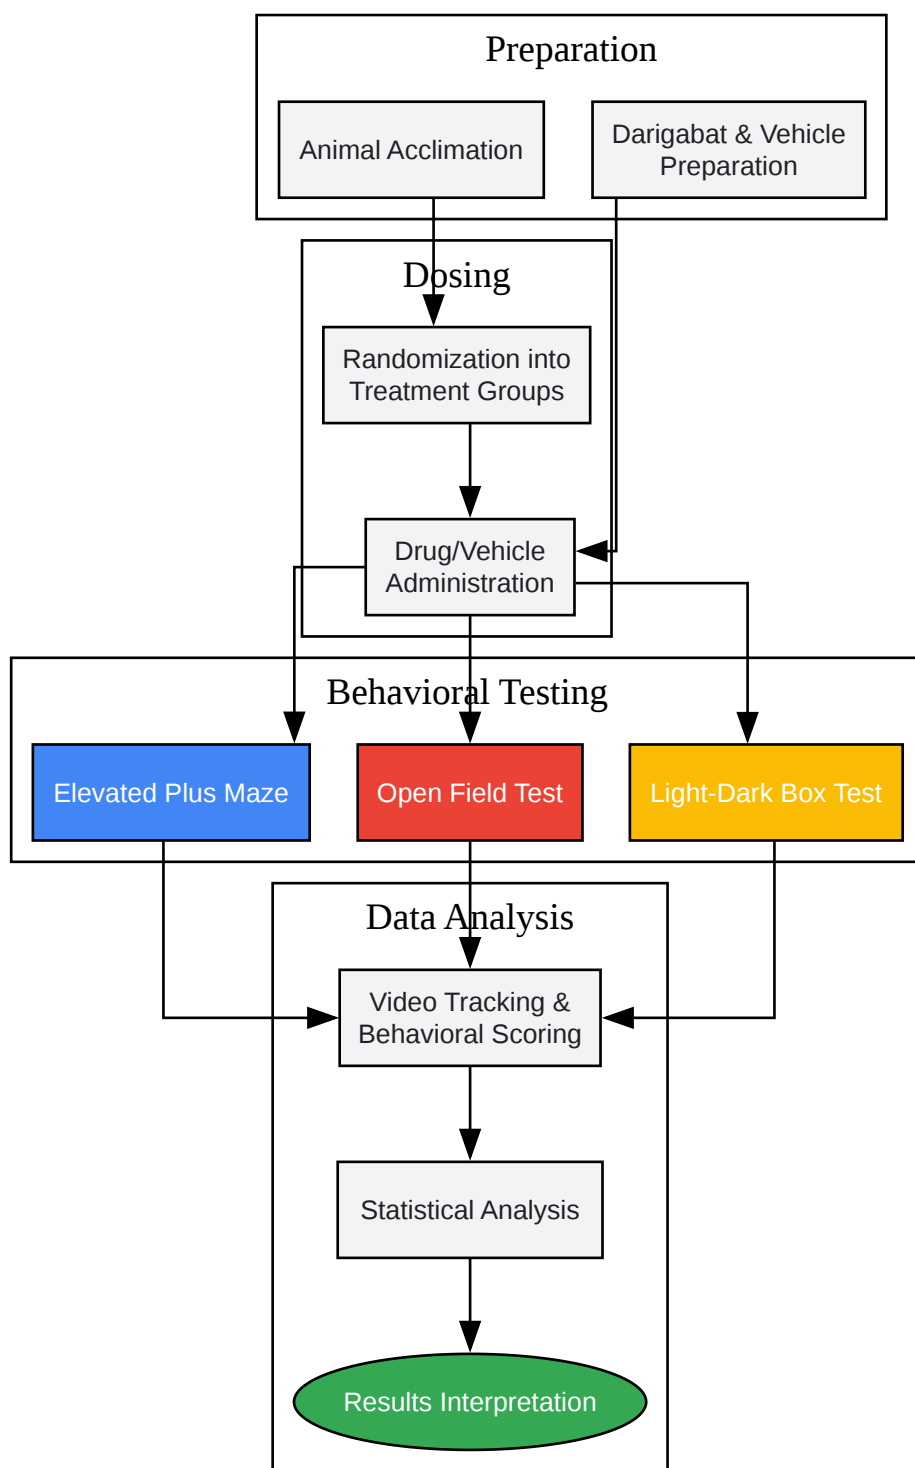 Preparation
Animal Acclimation
Darigabat & Vehicle
Preparation
Dosing
Randomization into
Treatment Groups
Drug/Vehicle
Administration
Behavioral Testing
Elevated Plus Maze
Open Field Test
Light-Dark Box Test
Data Analysis
Video Tracking &
Behavioral Scoring
Statistical Analysis
Results Interpretation